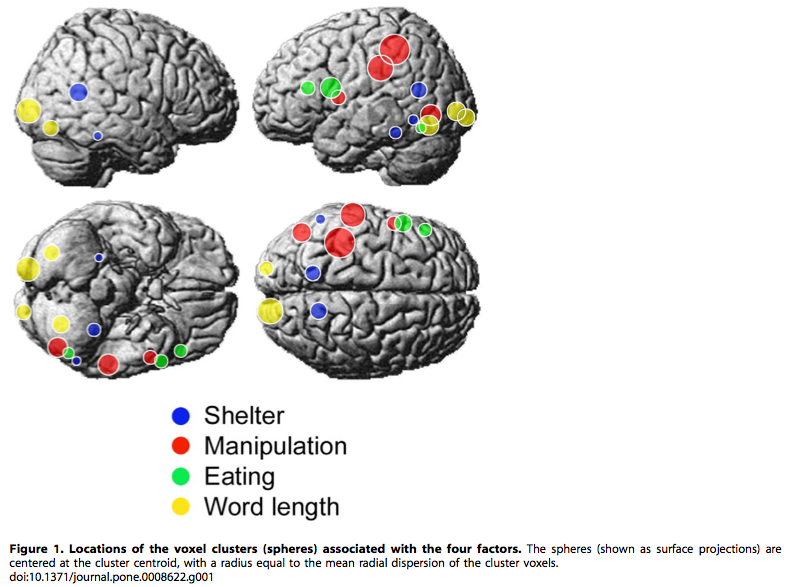 Shelter
Manipulation
Eating
Word length
Figure 1. Locations of the voxel clusters (spheres) associated with the four factors. The spheres (shown as surface projections) are
centered at the cluster centroid, with a radius equal to the mean radial dispersion of the cluster voxels.
doi:10.1371/journal.pone.0008622.g001